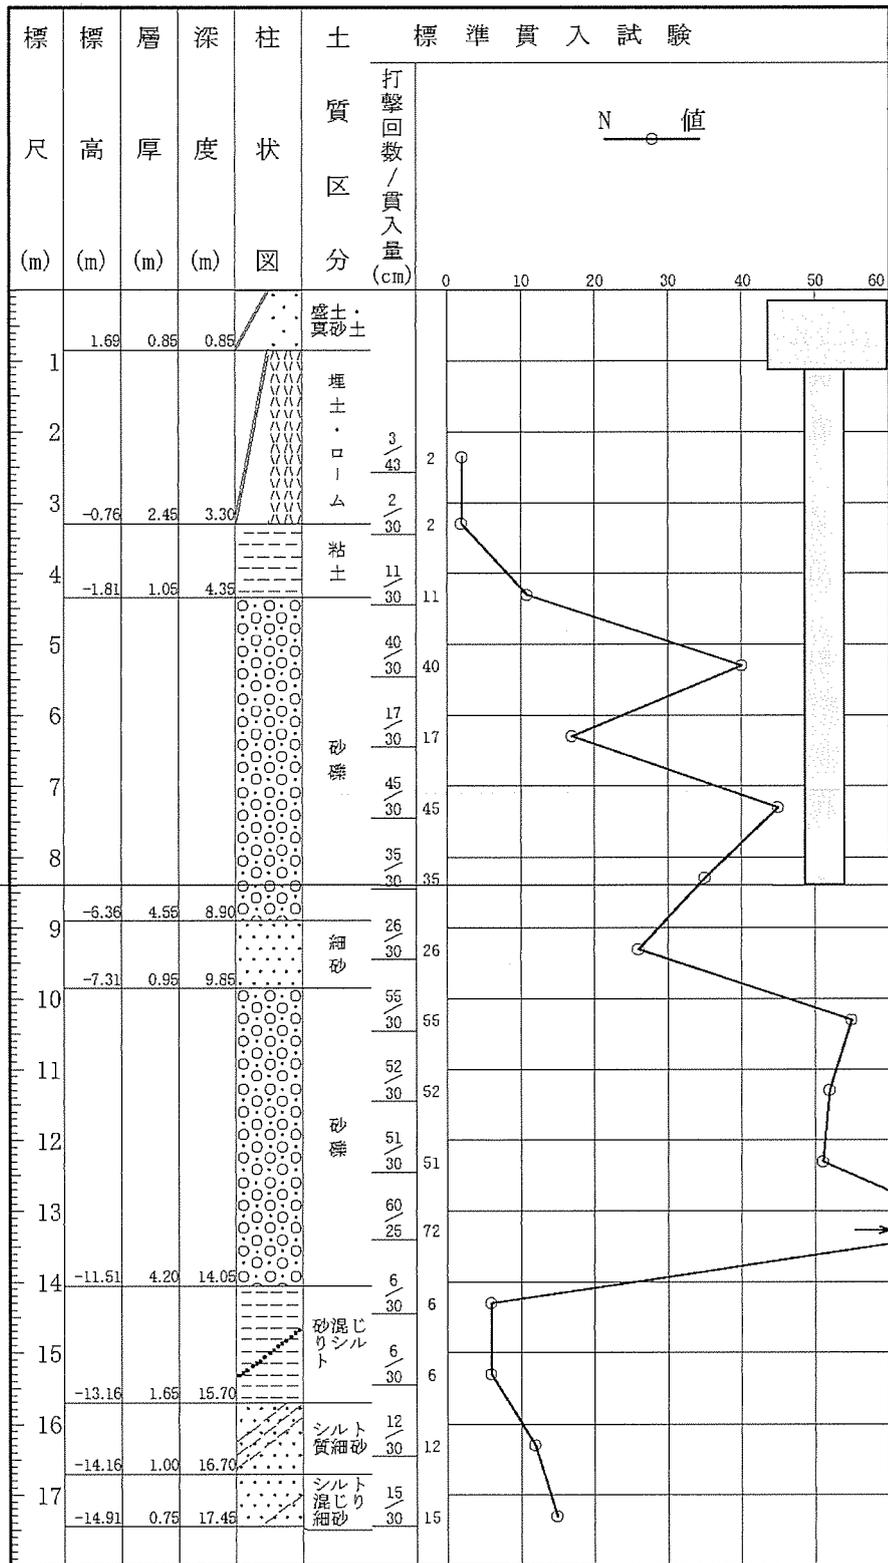 標尺(m)
標高(m)
層厚(m)
深度(m)
柱状図
土質区分
標準貫入試験
打撃回数/貫入量(cm)
N 値
0 10 20 30 40 50 60
盛土・
真砂土
1.69 0.85 0.85
1
埋土・ローム
2
3/43 2
3
-0.76 2.45 3.30
2/30 2
粘土
4
-1.81 1.05 4.35
11/30 11
5
40/30 40
6
17/30 17
砂礫
7
45/30 45
8
35/30 35
-6.36 4.55 8.90
9
細砂
26/30 26
-7.31 0.95 9.85
10
55/30 55
11
52/30 52
砂礫
12
51/30 51
13
60/25 72
14
-11.51 4.20 14.05
6/30 6
砂混じ
りシル
ト
15
6/30 6
-13.16 1.65 15.70
16
シルト
質細砂
12/30 12
-14.16 1.00 16.70
シルト
混じり
細砂
17
15/30 15
-14.91 0.75 17.45